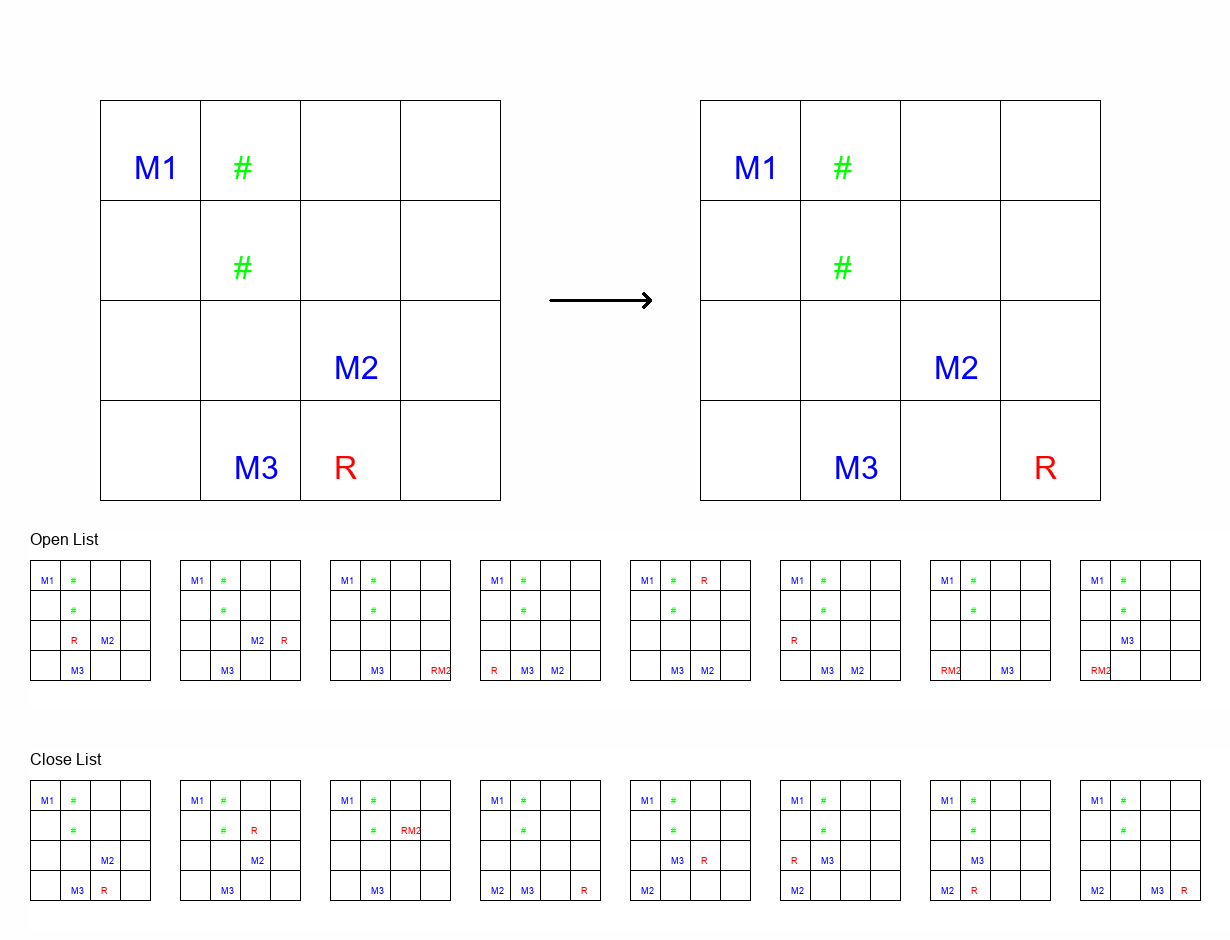 M1 # M1 #
# #
M2 M2
M3 R M3 R
Open List
M1 # M1 # M1 # M1 # M1 # R M1 # M1 # M1 #
# # # # # # # #
R M2 M2 R R M3
M3 M3 M3 RM2 R M3 M2 M3 M2 M3 M2 RM2 M3 RM2
Close List
M1 # M1 # M1 # M1 # M1 # M1 # M1 # M1 #
# # R # RM2 # # # # #
M2 M2 M3 R R M3 M3
M3 R M3 M3 M2 M3 R M2 M2 M2 R M2 M3 R